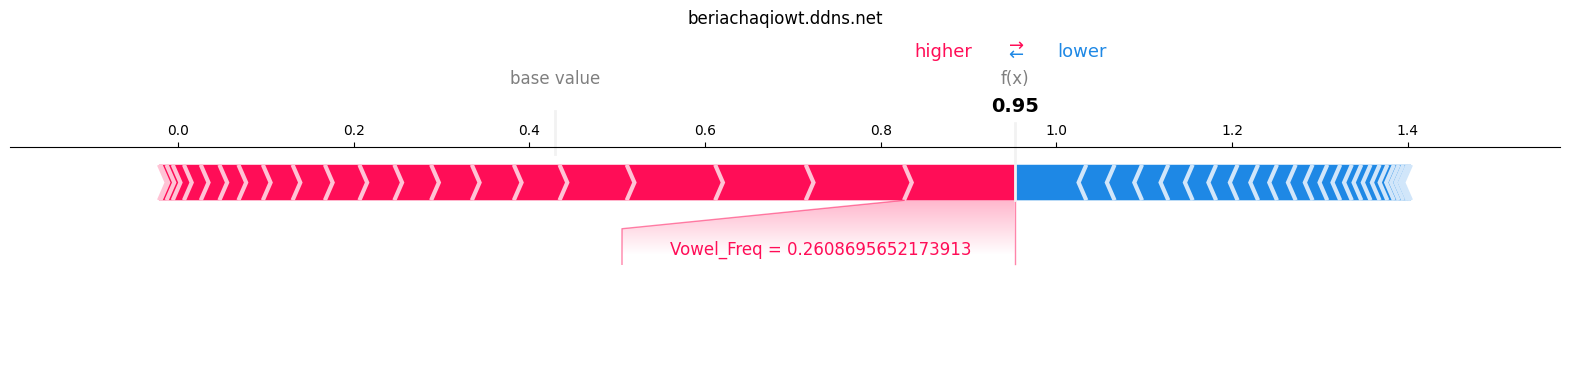 beriachaqiowt.ddns.net
higher ⇄ lower
base value f(x)
0.95
0.0 0.2 0.4 0.6 0.8 1.0 1.2 1.4
Vowel_Freq = 0.2608695652173913